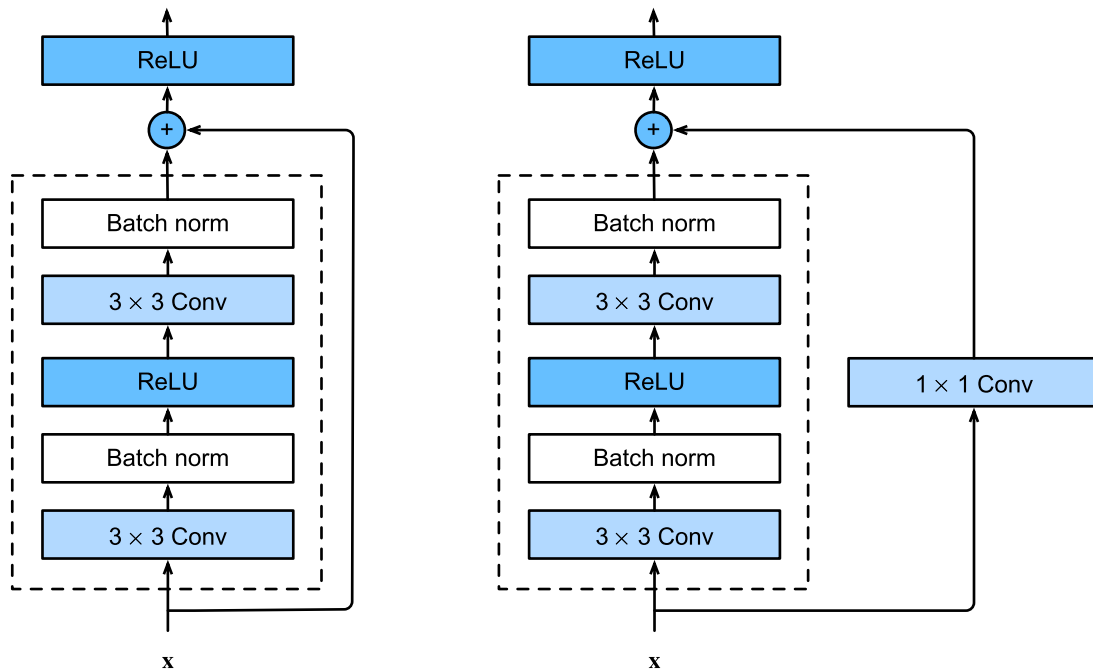 ReLU
+
Batch norm
3 × 3 Conv
ReLU
Batch norm
3 × 3 Conv
x
ReLU
+
Batch norm
3 × 3 Conv
ReLU
1 × 1 Conv
Batch norm
3 × 3 Conv
x